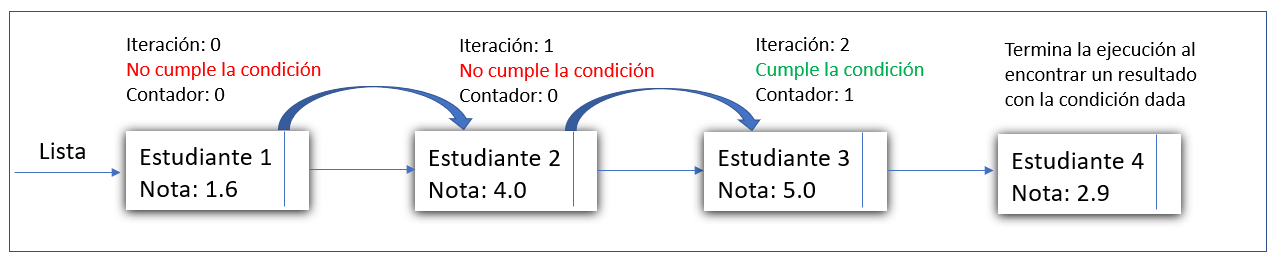 Iteración: 0
No cumple la condición
Contador: 0
Iteración: 1
No cumple la condición
Contador: 0
Iteración: 2
Cumple la condición
Contador: 1
Termina la ejecución al
encontrar un resultado
con la condición dada
Lista
Estudiante 1
Nota: 1.6
Estudiante 2
Nota: 4.0
Estudiante 3
Nota: 5.0
Estudiante 4
Nota: 2.9